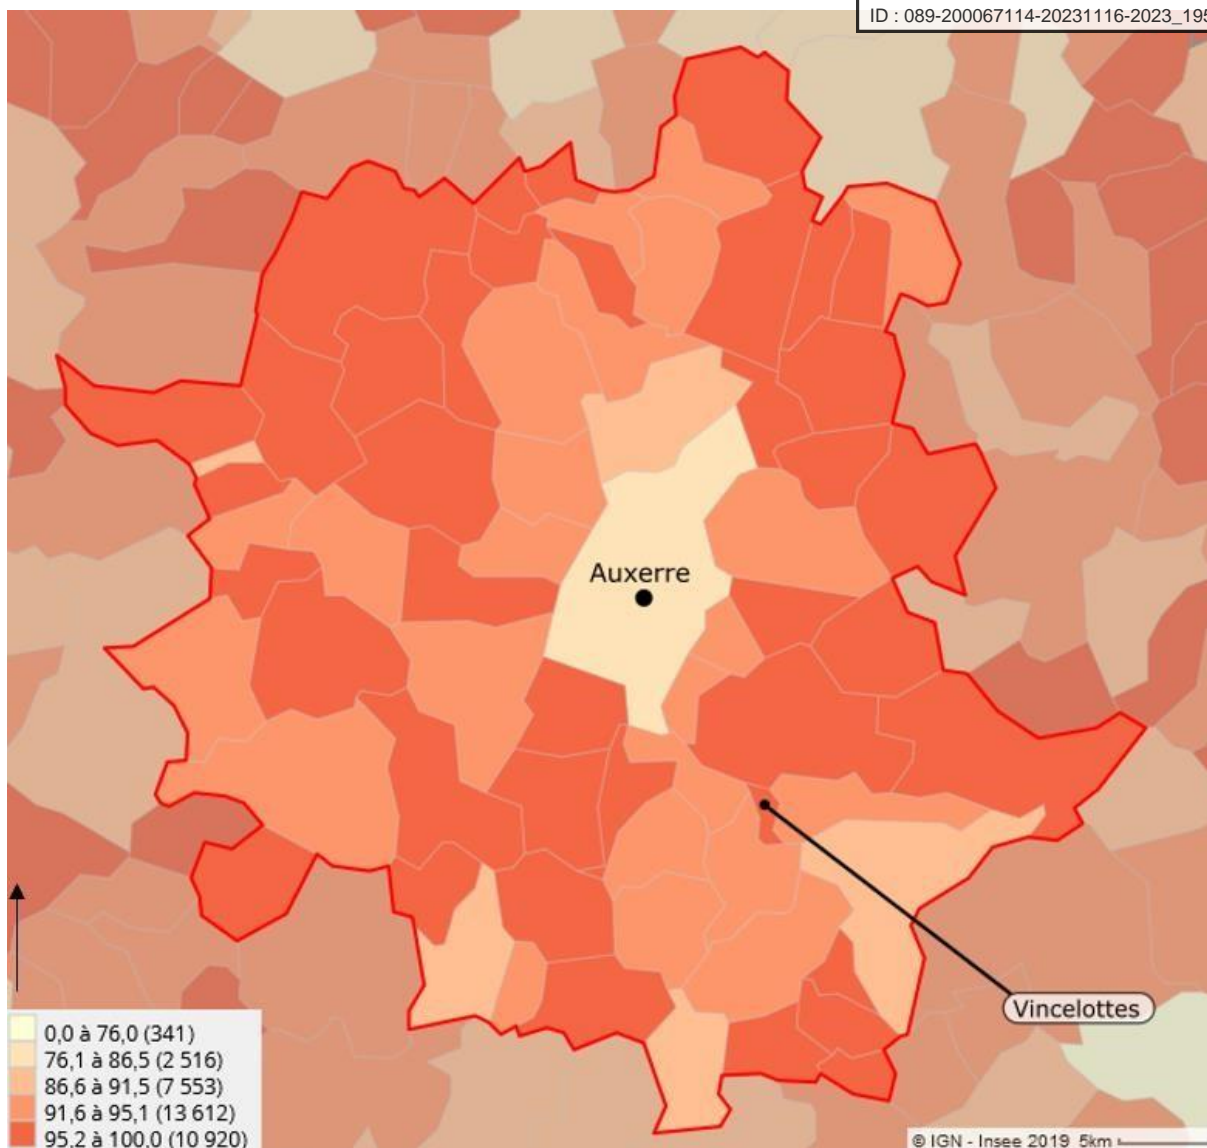 ID : 089-200067114-20231116-2023_195
Auxerre
Vincelottes
0,0 à 76,0 (341)
76,1 à 86,5 (2 516)
86,6 à 91,5 (7 553)
91,6 à 95,1 (13 612)
95,2 à 100,0 (10 920)
© IGN - Insee 2019 5km